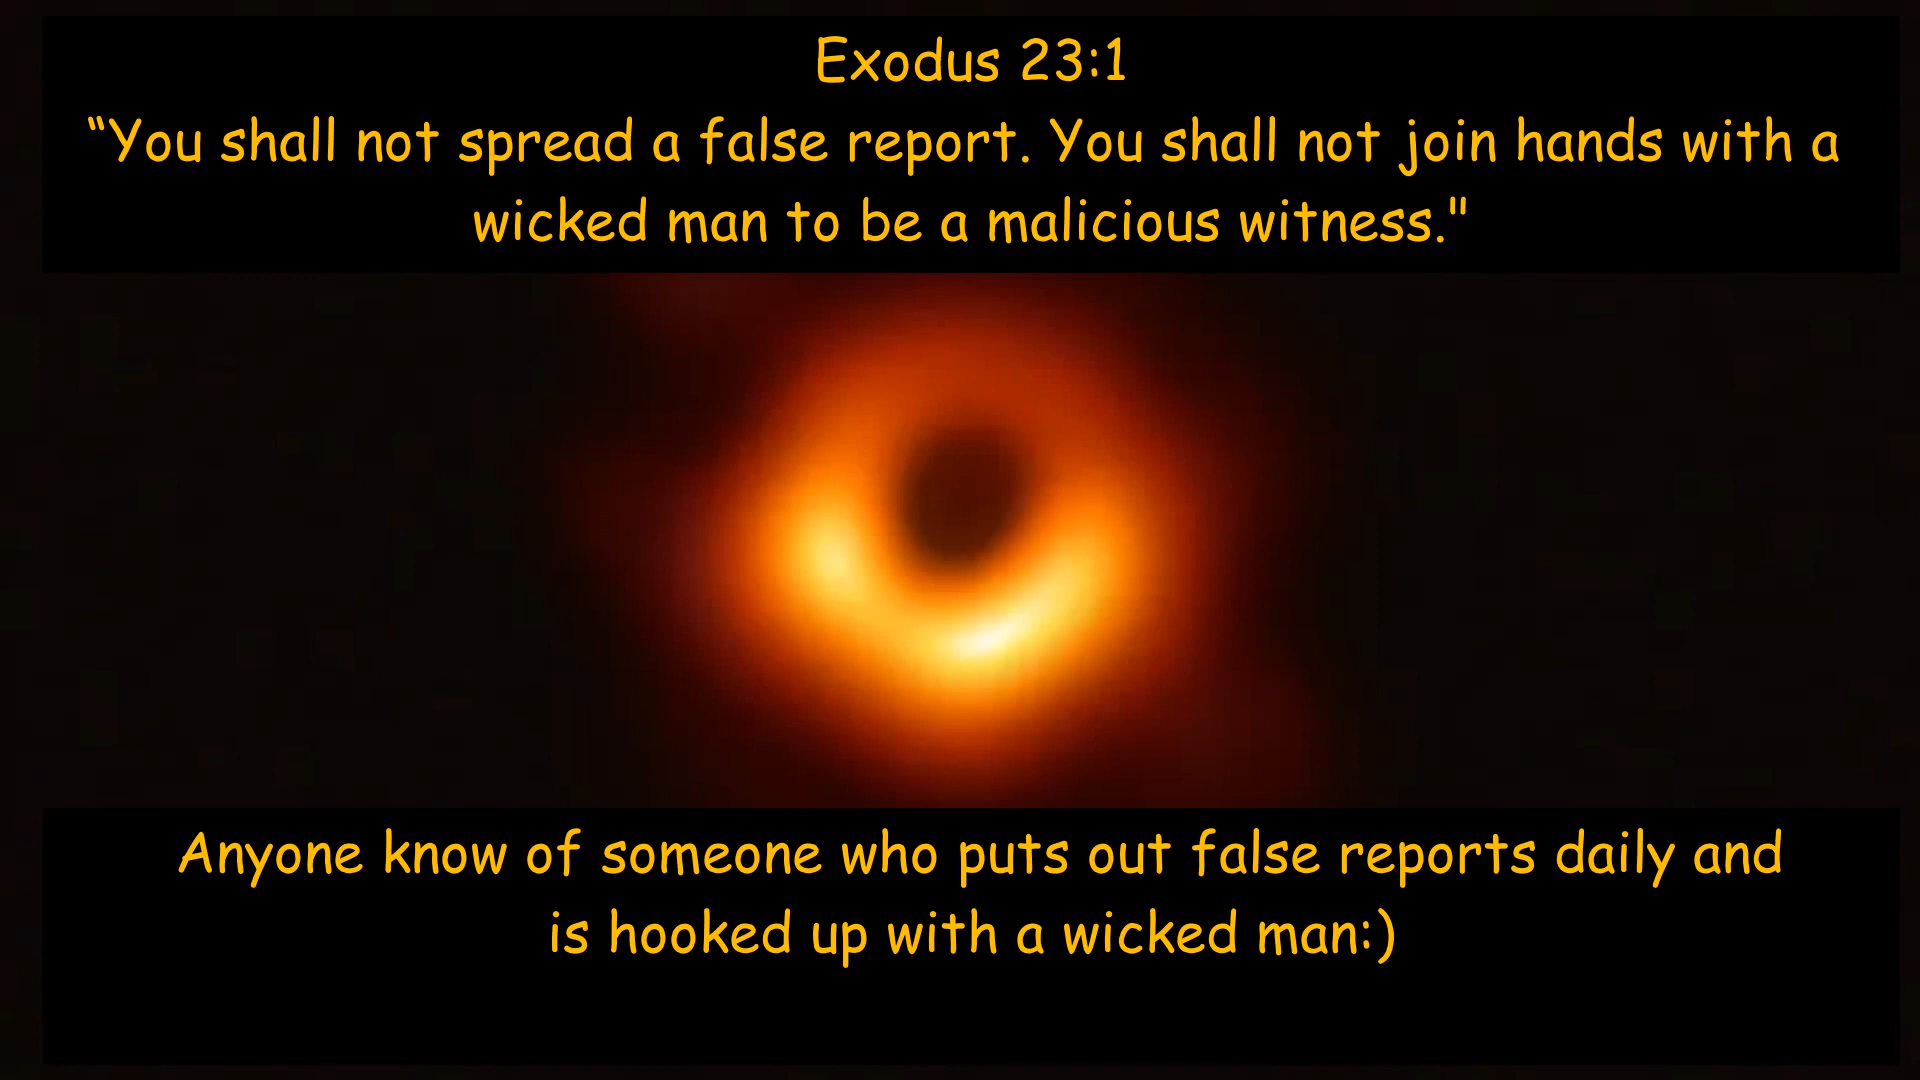 Exodus 23:1
“You shall not spread a false report. You shall not join hands with a
wicked man to be a malicious witness."
Anyone know of someone who puts out false reports daily and
is hooked up with a wicked man:)